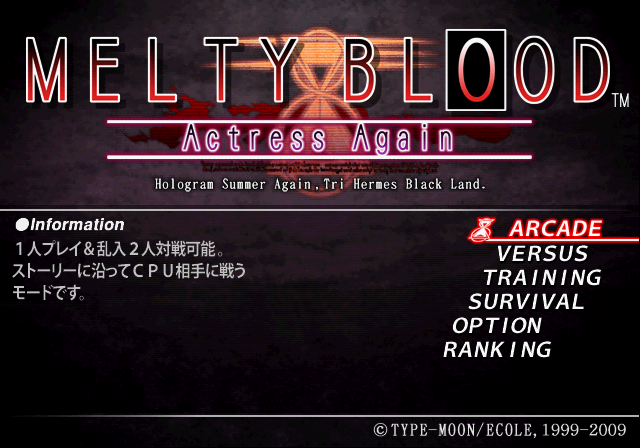 MELTY BLOOD™
Actress Again
Hologram Summer Again,Tri Hermes Black Land.
●Information
1人プレイ&乱入2人対戦可能。
ストーリーに沿ってCPU相手に戦う
モードです。
ARCADE
VERSUS
TRAINING
SURVIVAL
OPTION
RANKING
©TYPE-MOON/ECOLE,1999-2009